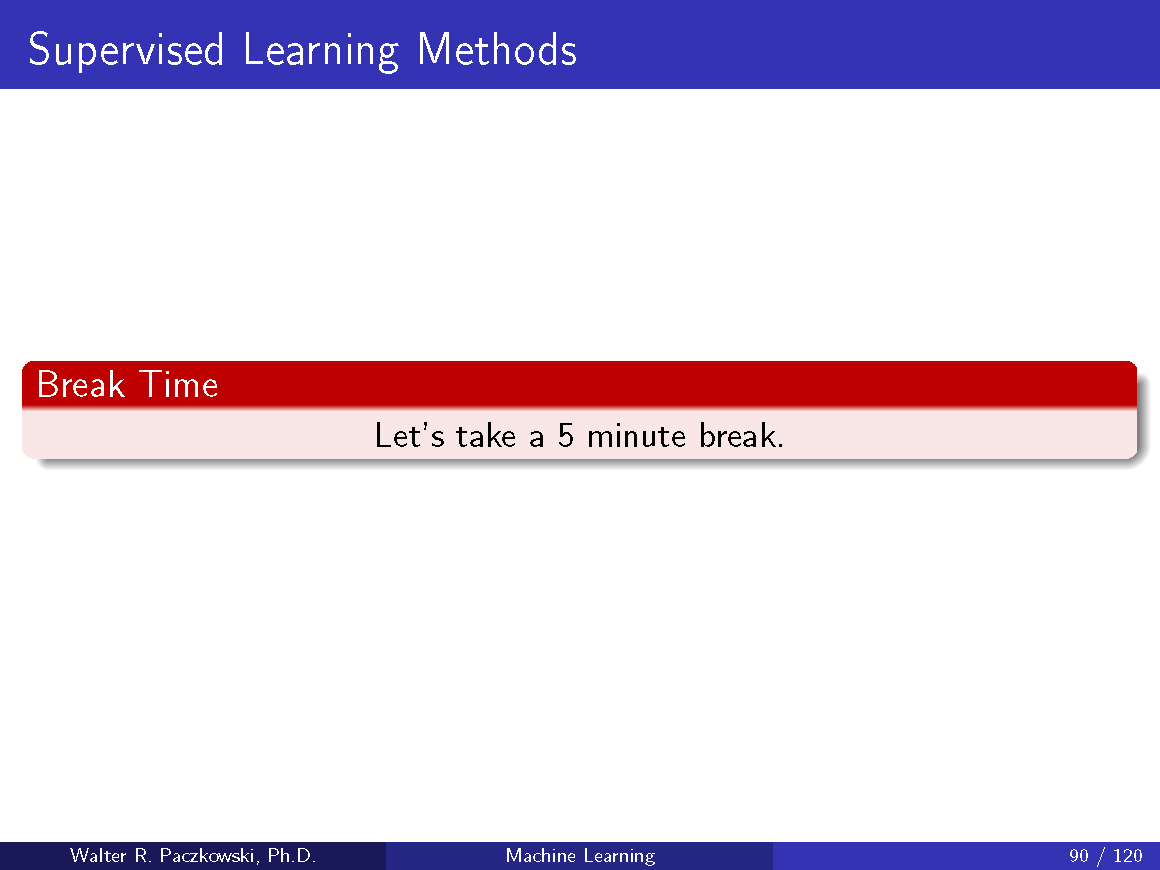 Supervised Learning Methods
Break Time
Let's take a 5 minute break.
Walter R. Paczkowski, Ph.D. Machine Learning 90 / 120